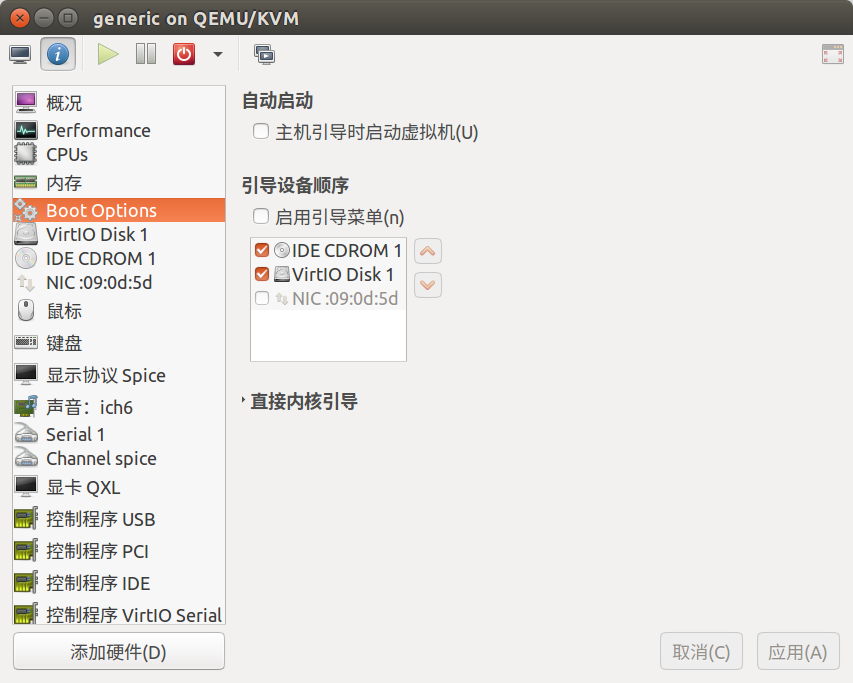 generic on QEMU/KVM
概况
Performance
CPUs
内存
Boot Options
VirtIO Disk 1
IDE CDROM 1
NIC :09:0d:5d
鼠标
键盘
显示协议 Spice
声音：ich6
Serial 1
Channel spice
显卡 QXL
控制程序 USB
控制程序 PCI
控制程序 IDE
控制程序 VirtIO Serial
添加硬件(D)
自动启动
主机引导时启动虚拟机(U)
引导设备顺序
启用引导菜单(n)
IDE CDROM 1
VirtIO Disk 1
NIC :09:0d:5d
直接内核引导
取消(C)
应用(A)